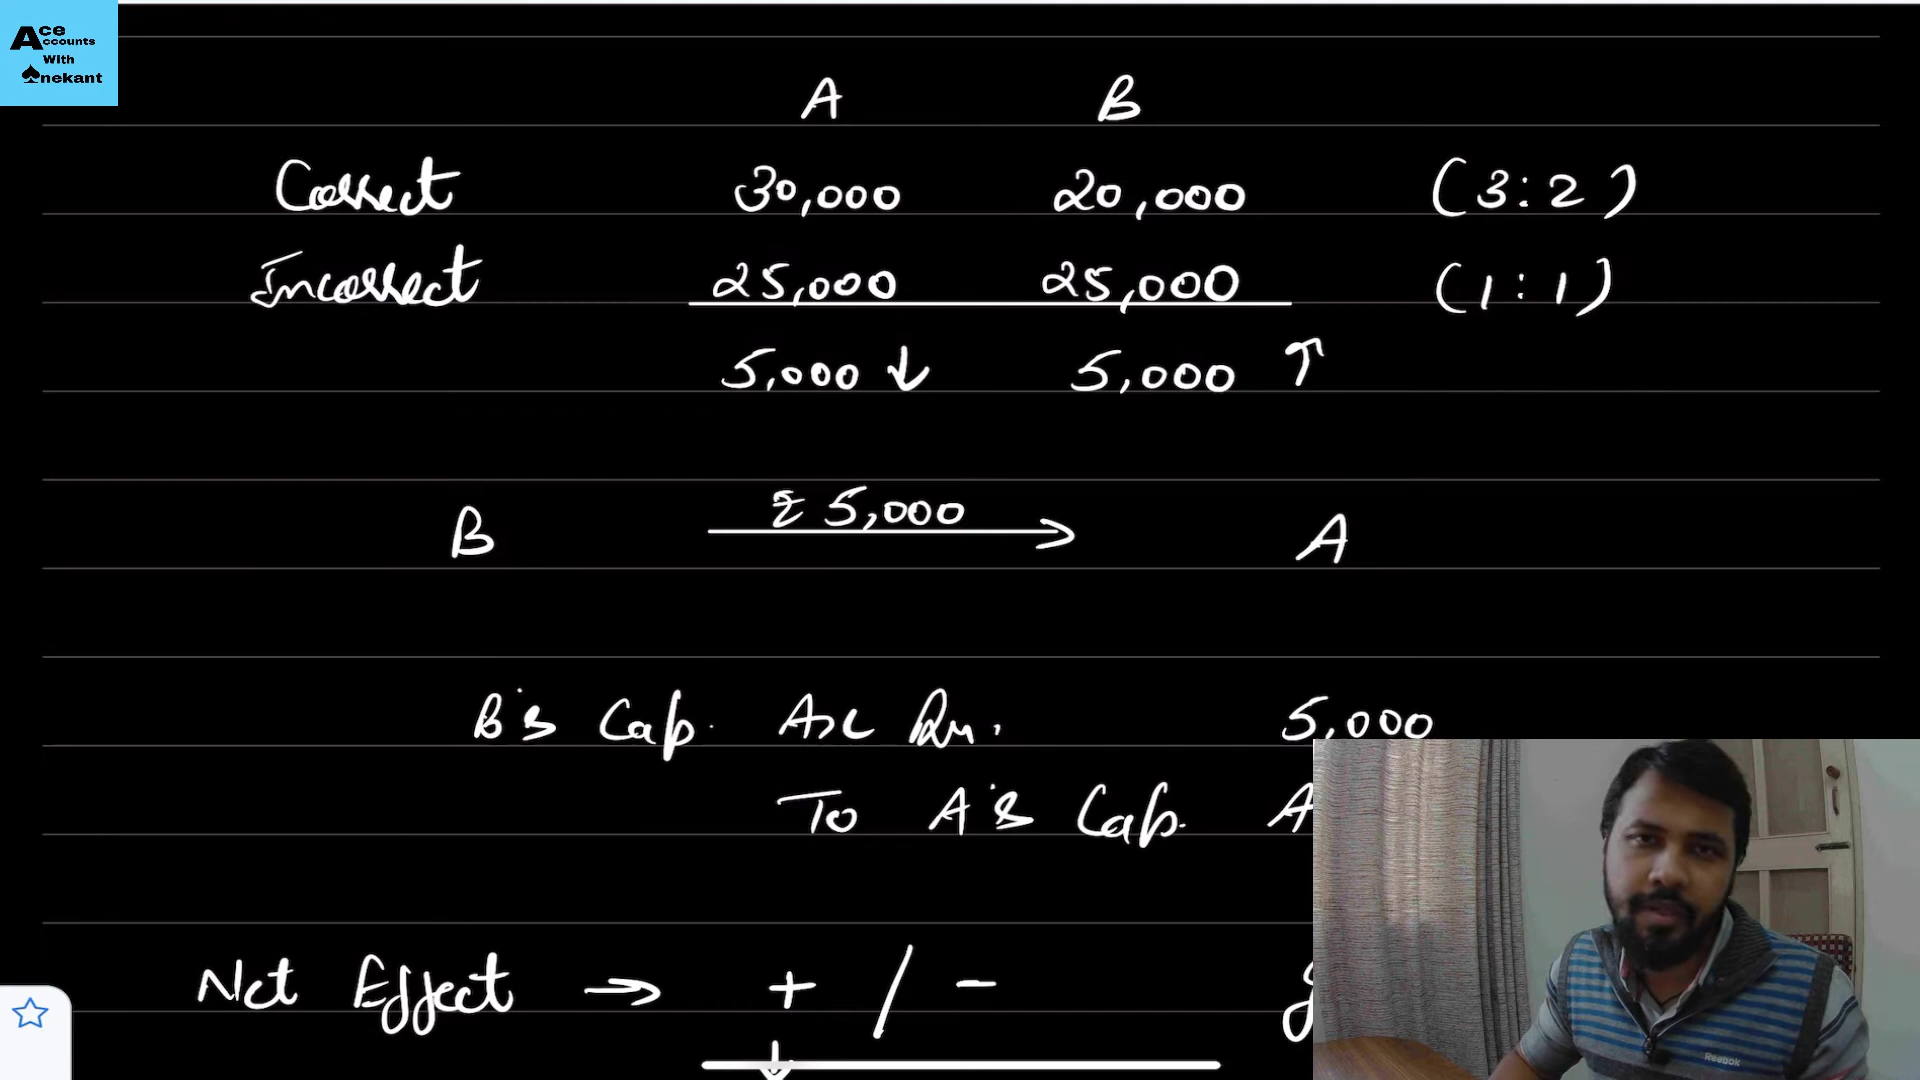 Ace
Accounts
With
Anekant
A B
Correct 30,000 20,000 (3:2)
Incorrect 25,000 25,000 (1:1)
5,000 ↓ 5,000 ↑
B ₹ 5,000 → A
B's Cap. A/c Dr. 5,000
To A's Cap. A
Net Effect → + / -
Reebok